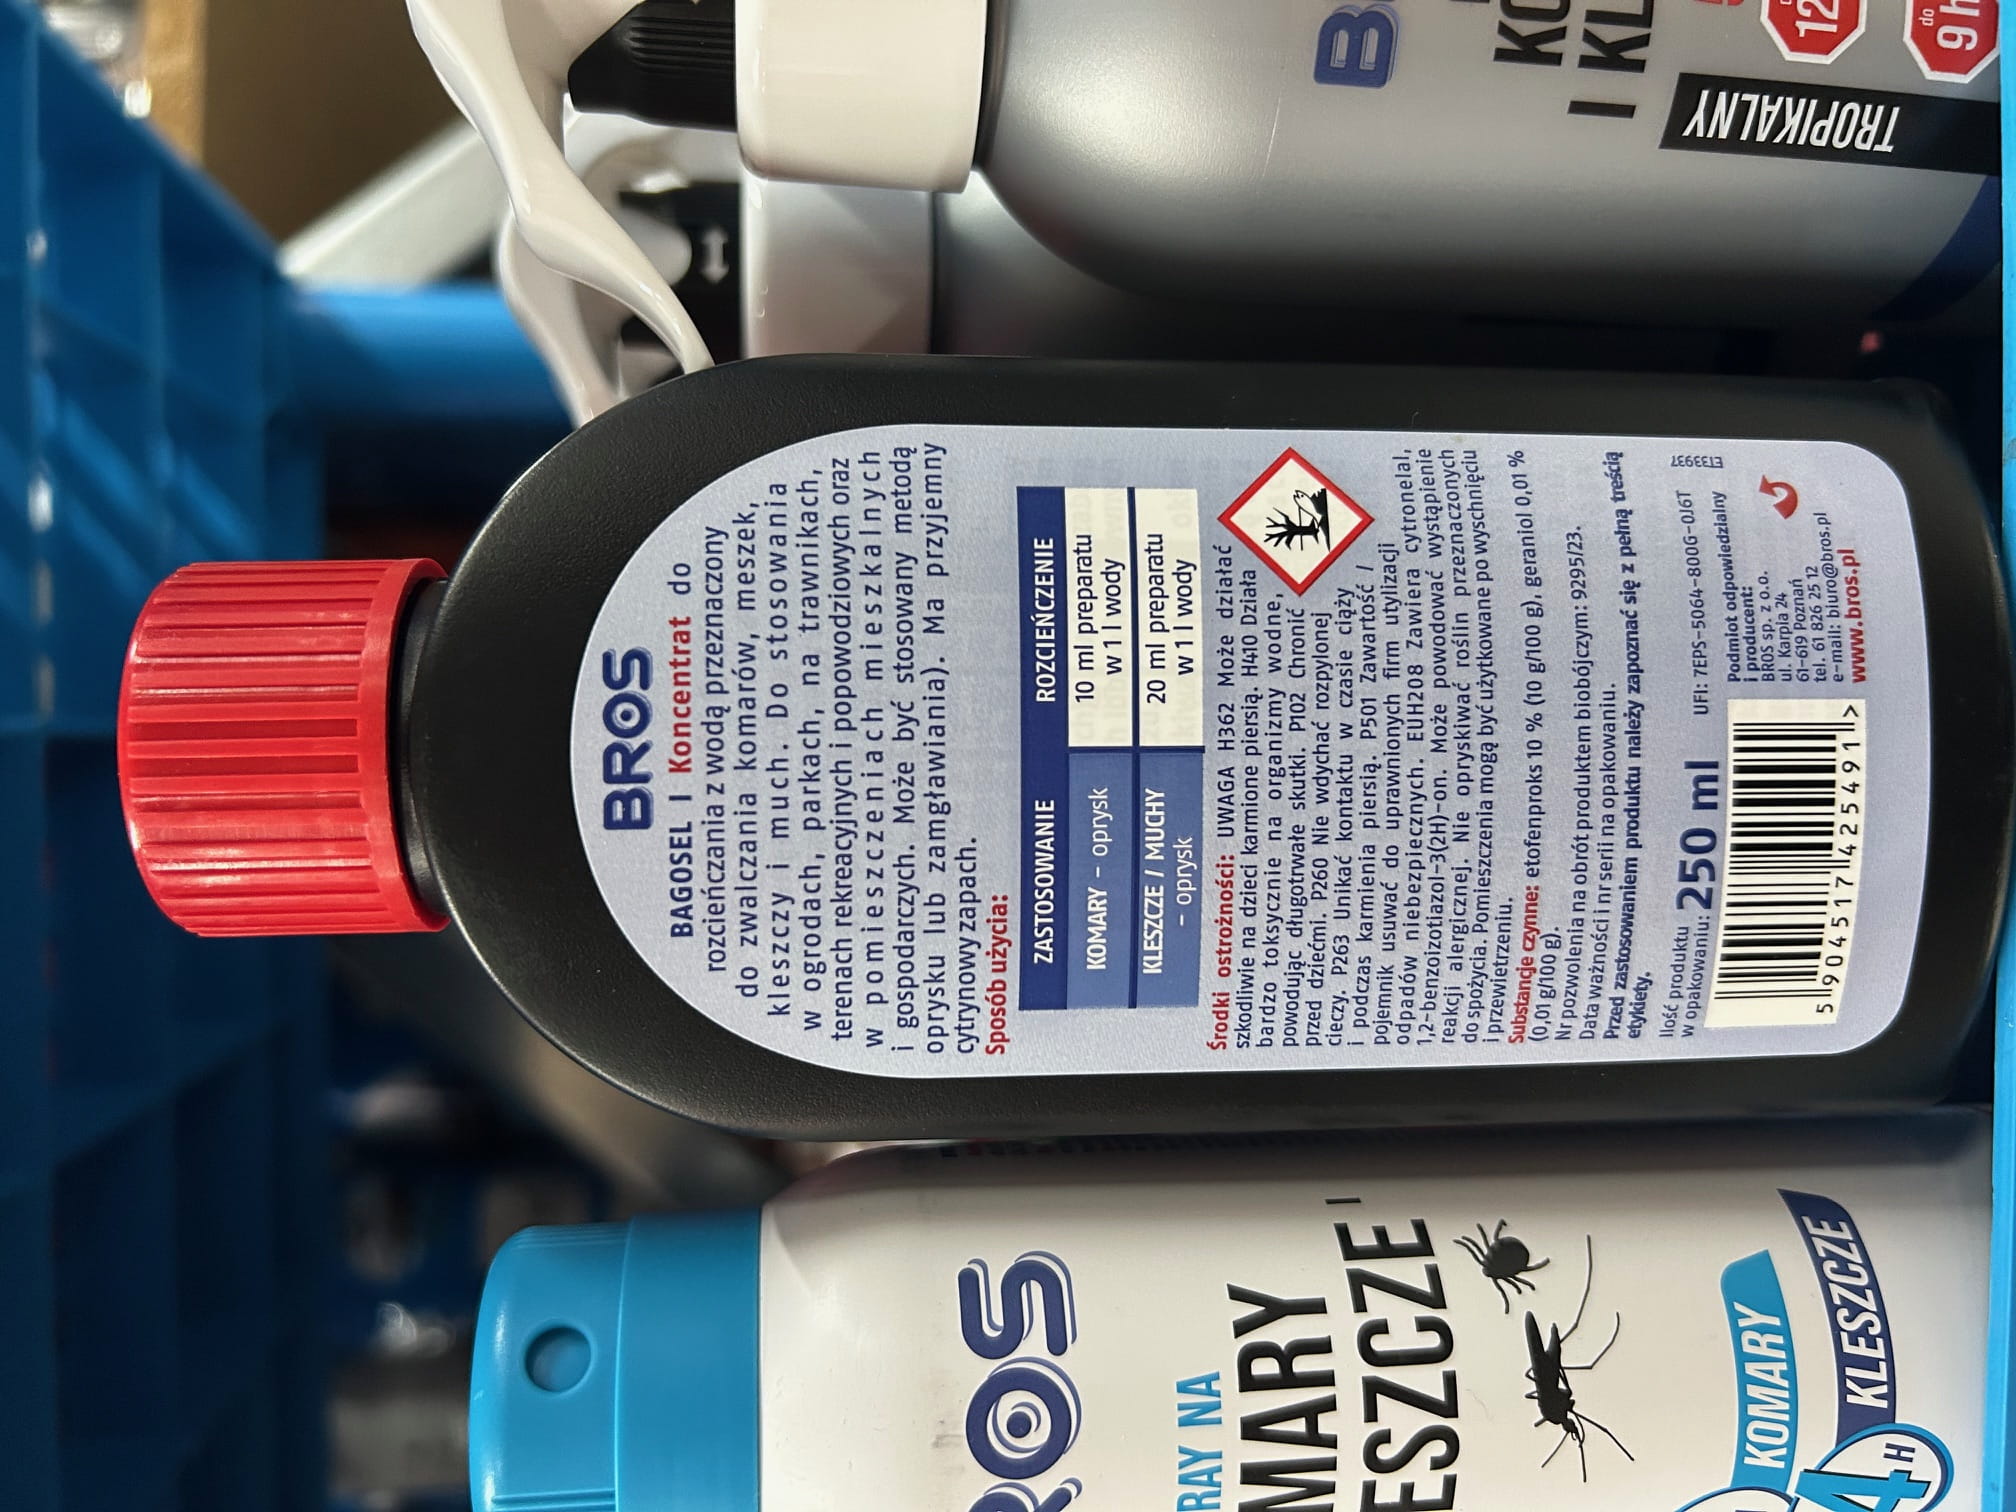 BROS
BAGOSEL I Koncentrat do
rozcieńczania z wodą przeznaczony
do zwalczania komarów, meszek,
kleszczy i much. Do stosowania
w ogrodach, parkach, na trawnikach,
terenach rekreacyjnych i popowodziowych oraz
w pomieszczeniach mieszkalnych
i gospodarczych. Może być stosowany metodą
oprysku lub zamgławiania). Ma przyjemny
cytrynowy zapach.
Sposób użycia:
ZASTOSOWANIE ROZCIEŃCZENIE
KOMARY – oprysk 10 ml preparatu
w 1 l wody
KLESZCZE / MUCHY 20 ml preparatu
– oprysk w 1 l wody
Środki ostrożności: UWAGA H362 Może działać
szkodliwie na dzieci karmione piersią. H410 Działa
bardzo toksycznie na organizmy wodne,
powodując długotrwałe skutki. P102 Chronić
przed dziećmi. P260 Nie wdychać rozpylonej
cieczy. P263 Unikać kontaktu w czasie ciąży
i podczas karmienia piersią. P501 Zawartość /
pojemnik usuwać do uprawnionych firm utylizacji
odpadów niebezpiecznych. EUH208 Zawiera cytronelal,
1,2-benzoizotiazol-3(2H)-on. Może powodować wystąpienie
reakcji alergicznej. Nie opryskiwać roślin przeznaczonych
do spożycia. Pomieszczenia mogą być użytkowane po wyschnięciu
i przewietrzeniu.
Substancje czynne: etofenproks 10 % (10 g/100 g), geraniol 0,01 %
(0,01 g/100 g).
Nr pozwolenia na obrót produktem biobójczym: 9295/23.
Data ważności i nr serii na opakowaniu.
Przed zastosowaniem produktu należy zapoznać się z pełną treścią
etykiety.
Ilość produktu
w opakowaniu: 250 ml
UFI: 7EPS-5064-800G-0J6T
ET33937
Podmiot odpowiedzialny
i producent:
BROS sp. z o.o.
ul. Karpia 24
61-619 Poznań
tel. 61 826 25 12
e-mail: biuro@bros.pl
www.bros.pl
5 904517 425491 >
ROS
RAY NA
MARY I
ESZCZE
KOMARY
KLESZCZE
4H
B
KO
I KL
TROPIKALNY
12
do
9 h